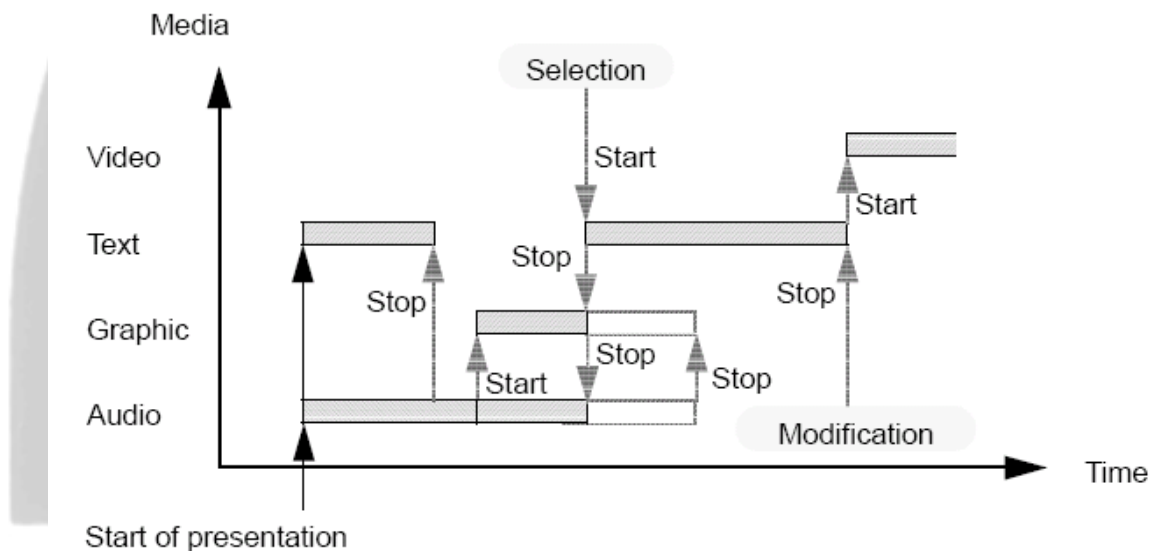 Media
Selection
Video
Start
Start
Text
Stop
Stop
Stop
Graphic
Stop
Start
Stop
Audio
Modification
Time
Start of presentation